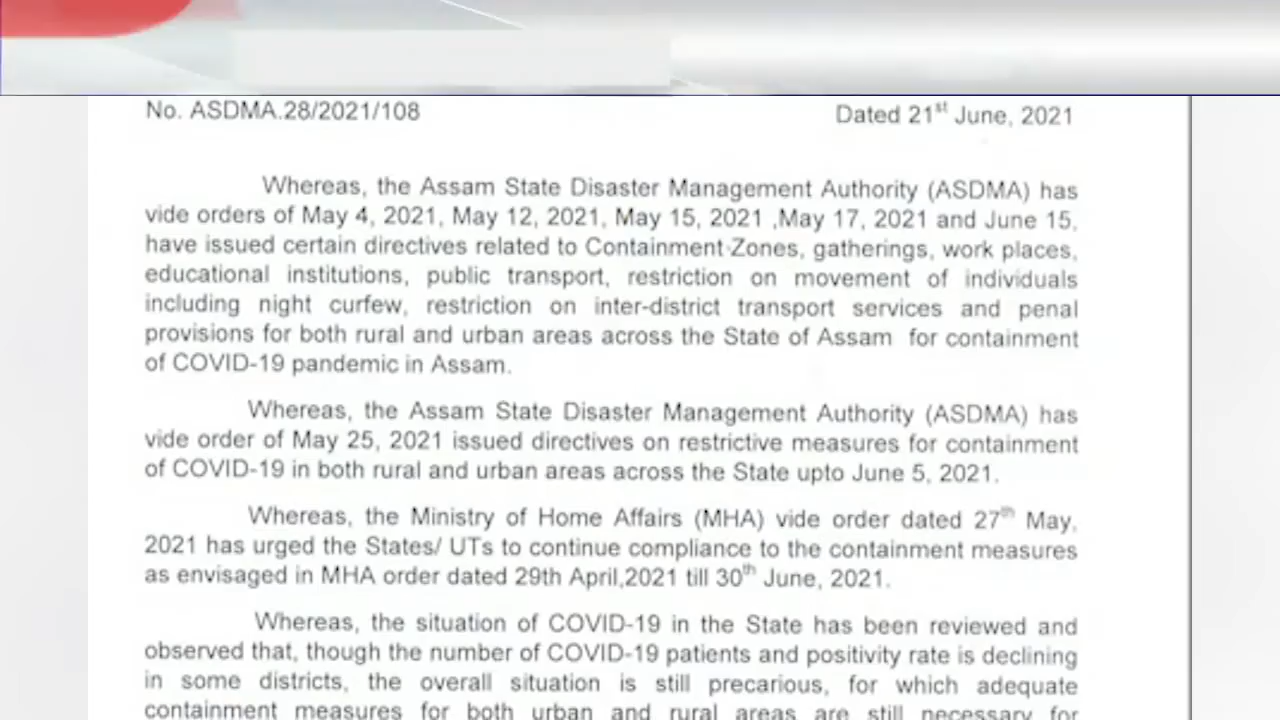 No. ASDMA.28/2021/108
Dated 21st June, 2021
Whereas, the Assam State Disaster Management Authority (ASDMA) has
vide orders of May 4, 2021, May 12, 2021, May 15, 2021 ,May 17, 2021 and June 15,
have issued certain directives related to Containment Zones, gatherings, work places,
educational institutions, public transport, restriction on movement of individuals
including night curfew, restriction on inter-district transport services and penal
provisions for both rural and urban areas across the State of Assam for containment
of COVID-19 pandemic in Assam.
Whereas, the Assam State Disaster Management Authority (ASDMA) has
vide order of May 25, 2021 issued directives on restrictive measures for containment
of COVID-19 in both rural and urban areas across the State upto June 5, 2021.
Whereas, the Ministry of Home Affairs (MHA) vide order dated 27th May,
2021 has urged the States/ UTs to continue compliance to the containment measures
as envisaged in MHA order dated 29th April,2021 till 30th June, 2021.
Whereas, the situation of COVID-19 in the State has been reviewed and
observed that, though the number of COVID-19 patients and positivity rate is declining
in some districts, the overall situation is still precarious, for which adequate
containment measures for both urban and rural areas are still necessary for